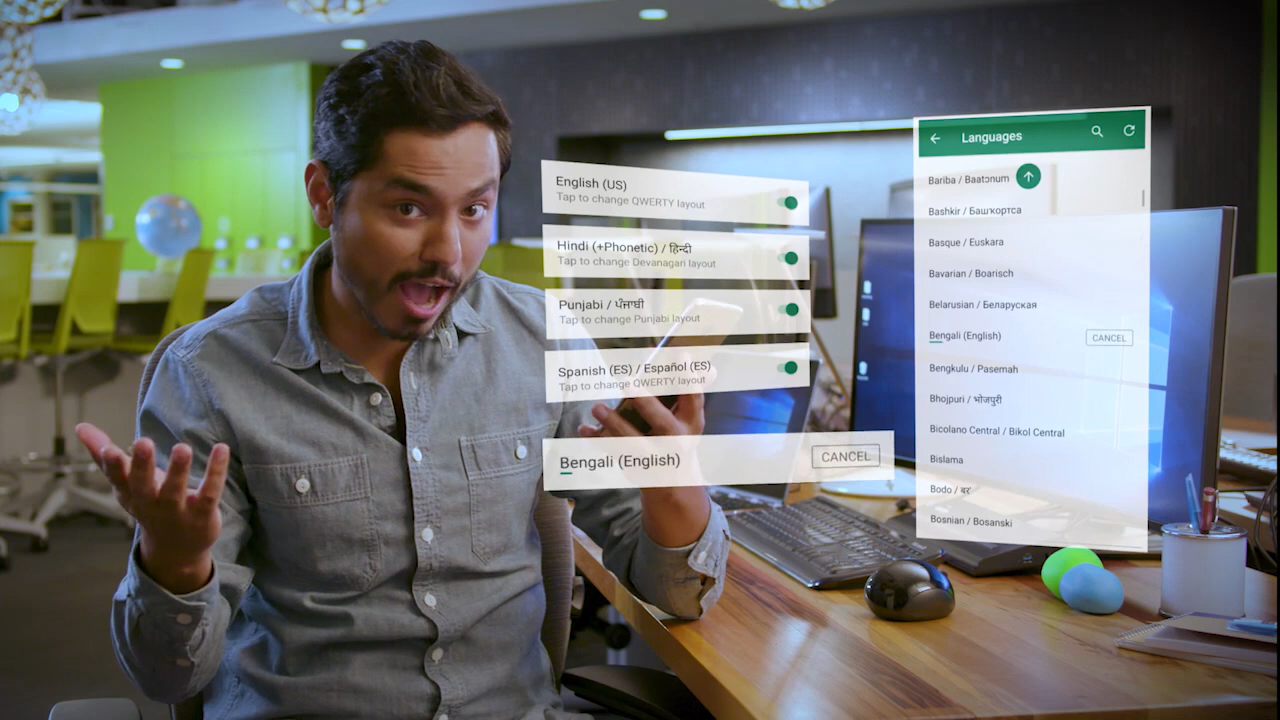 English (US)
Tap to change QWERTY layout
Hindi (+Phonetic) / हिन्दी
Tap to change Devanagari layout
Punjabi / ਪੰਜਾਬੀ
Tap to change Punjabi layout
Spanish (ES) / Español (ES)
Tap to change QWERTY layout
Bengali (English)
CANCEL
Languages
Bariba / Baatɔnum
Bashkir / Башҡортса
Basque / Euskara
Bavarian / Boarisch
Belarusian / Беларуская
Bengali (English)
CANCEL
Bengkulu / Pasemah
Bhojpuri / भोजपुरी
Bicolano Central / Bikol Central
Bislama
Bodo / बर'
Bosnian / Bosanski